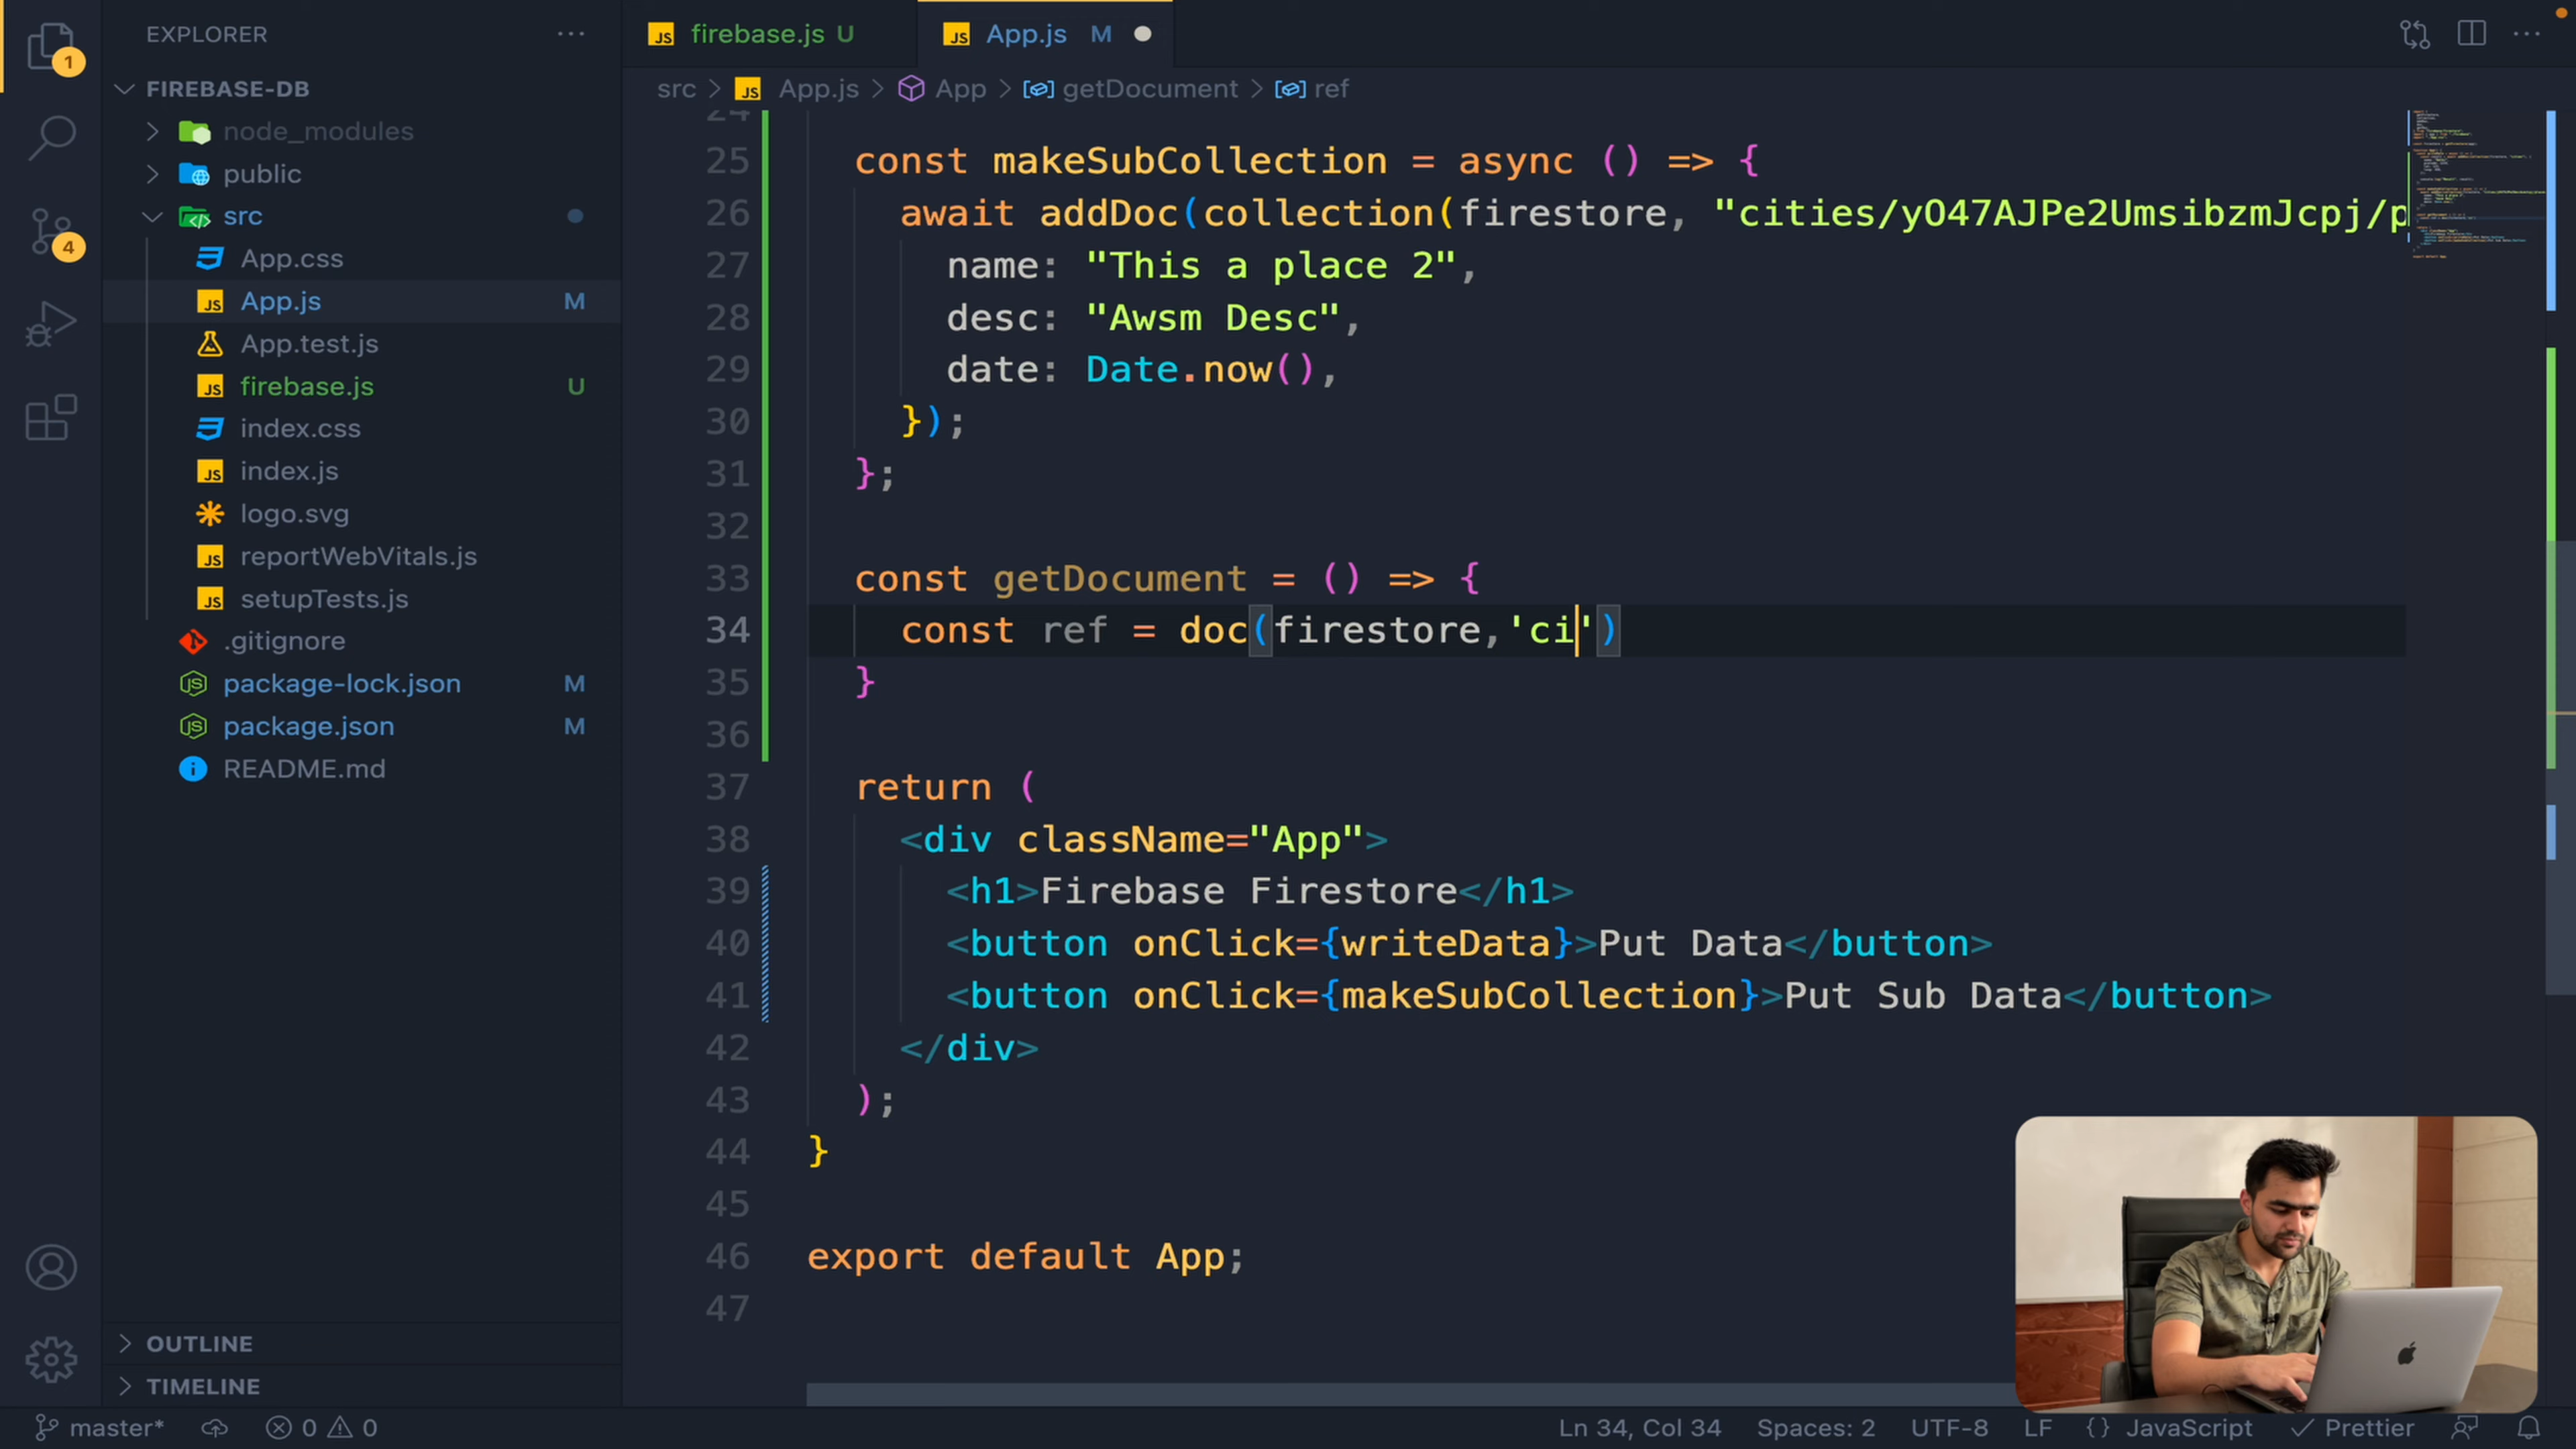 EXPLORER
firebase.js U
App.js M
FIREBASE-DB
src > App.js > App > getDocument > ref
node_modules
public
src
App.css
App.js M
App.test.js
firebase.js U
index.css
index.js
logo.svg
reportWebVitals.js
setupTests.js
.gitignore
package-lock.json M
package.json M
README.md
OUTLINE
TIMELINE
1
4
24
25 const makeSubCollection = async () => {
26 await addDoc(collection(firestore, "cities/yO47AJPe2UmsibzmJcpj/p
27 name: "This a place 2",
28 desc: "Awsm Desc",
29 date: Date.now(),
30 });
31 };
32
33 const getDocument = () => {
34 const ref = doc(firestore,'ci')
35 }
36
37 return (
38 <div className="App">
39 <h1>Firebase Firestore</h1>
40 <button onClick={writeData}>Put Data</button>
41 <button onClick={makeSubCollection}>Put Sub Data</button>
42 </div>
43 );
44 }
45
46 export default App;
47
master* 0 0 Ln 34, Col 34 Spaces: 2 UTF-8 LF {} JavaScript Prettier